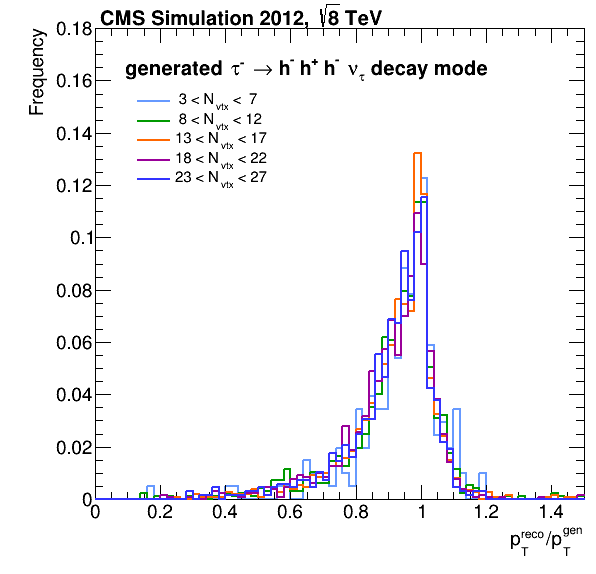 CMS Simulation 2012, √8 TeV
generated τ⁻ → h⁻ h⁺ h⁻ ν_τ decay mode
3 < N_vtx < 7
8 < N_vtx < 12
13 < N_vtx < 17
18 < N_vtx < 22
23 < N_vtx < 27
Frequency
0.18
0.16
0.14
0.12
0.1
0.08
0.06
0.04
0.02
0
0 0.2 0.4 0.6 0.8 1 1.2 1.4
p_T^reco/p_T^gen